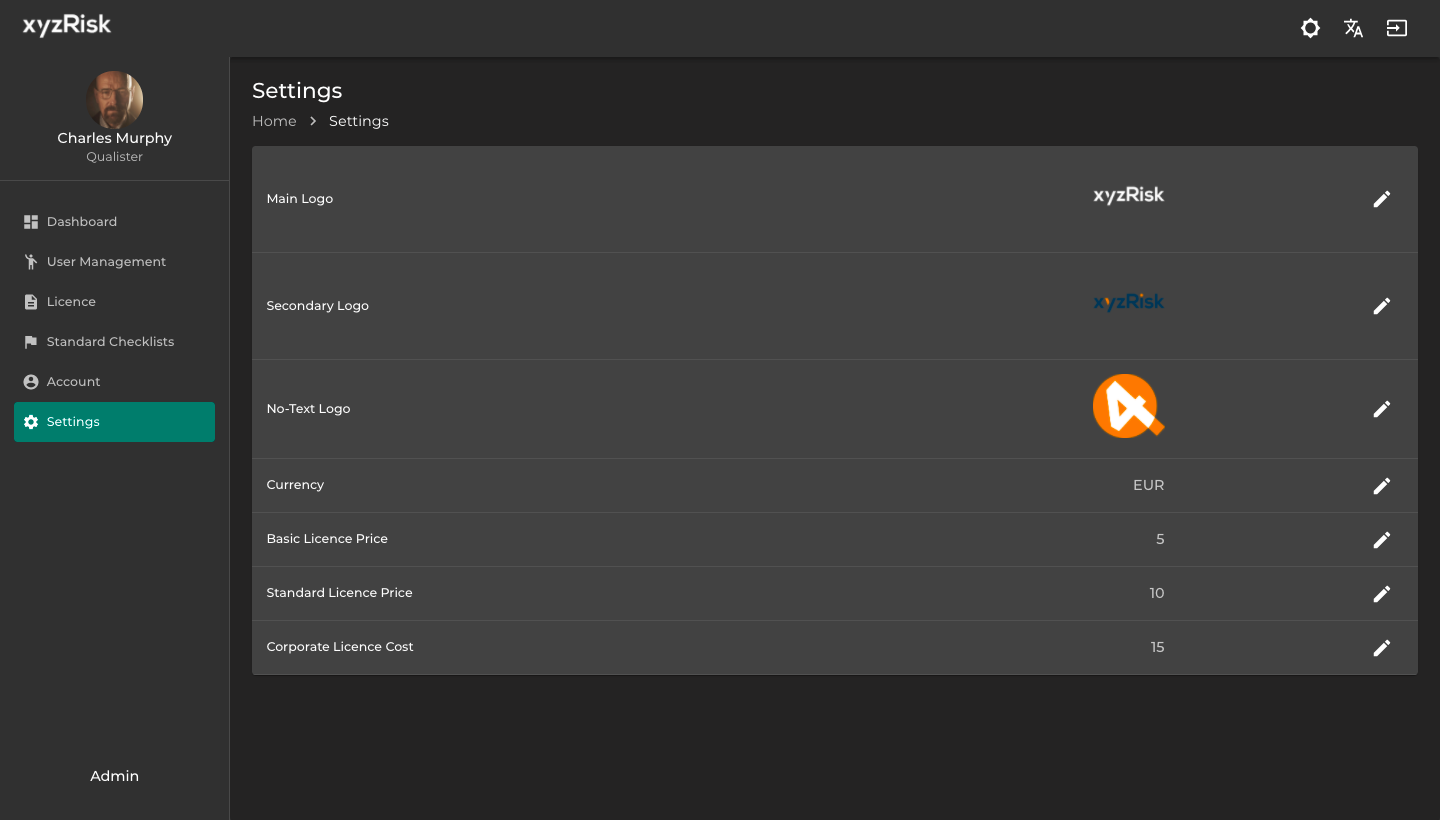 xyzRisk
Charles Murphy
Qualister
Dashboard
User Management
Licence
Standard Checklists
Account
Settings
Admin
Settings
Home > Settings
Main Logo xyzRisk
Secondary Logo xyzRisk
No-Text Logo
Currency EUR
Basic Licence Price 5
Standard Licence Price 10
Corporate Licence Cost 15